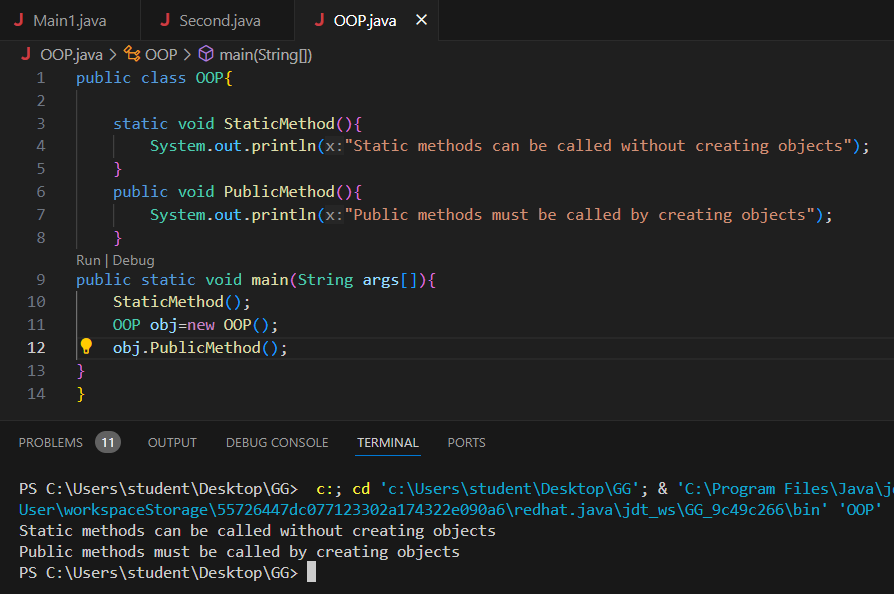 Main1.java Second.java OOP.java
OOP.java > OOP > main(String[])
1 public class OOP{
2
3 static void StaticMethod(){
4 System.out.println(x:"Static methods can be called without creating objects");
5 }
6 public void PublicMethod(){
7 System.out.println(x:"Public methods must be called by creating objects");
8 }
Run | Debug
9 public static void main(String args[]){
10 StaticMethod();
11 OOP obj=new OOP();
12 obj.PublicMethod();
13 }
14 }
PROBLEMS 11 OUTPUT DEBUG CONSOLE TERMINAL PORTS
PS C:\Users\student\Desktop\GG>  c:; cd 'c:\Users\student\Desktop\GG'; & 'C:\Program Files\Java\j
User\workspaceStorage\55726447dc077123302a174322e090a6\redhat.java\jdt_ws\GG_9c49c266\bin' 'OOP'
Static methods can be called without creating objects
Public methods must be called by creating objects
PS C:\Users\student\Desktop\GG>